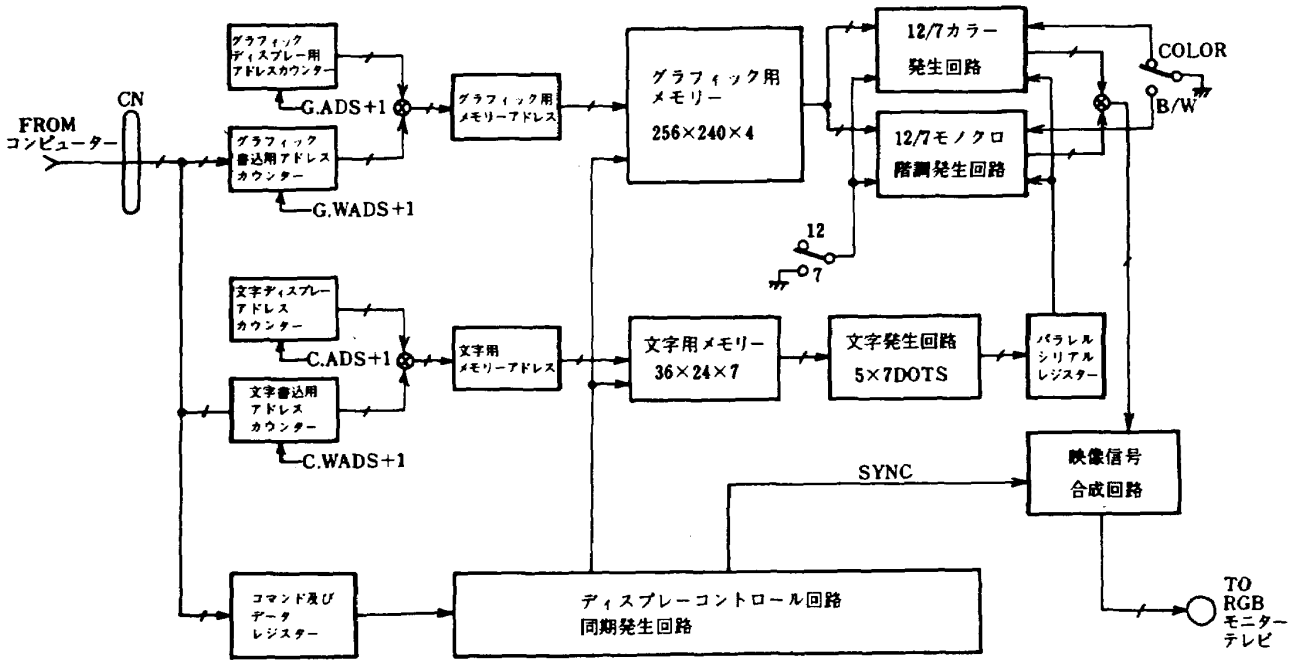 FROM
コンピューター
CN
グラフィック
ディスプレー用
アドレスカウンター
G.ADS+1
グラフィック
書込用アドレス
カウンター
G.WADS+1
グラフィック用
メモリーアドレス
グラフィック用
メモリー
256×240×4
12/7カラー
発生回路
12/7モノクロ
階調発生回路
COLOR
B/W
12
7
文字ディスプレー
アドレス
カウンター
C.ADS+1
文字書込用
アドレス
カウンター
C.WADS+1
文字用
メモリーアドレス
文字用メモリー
36×24×7
文字発生回路
5×7DOTS
パラレル
シリアル
レジスター
映像信号
合成回路
SYNC
コマンド及び
データ
レジスター
ディスプレーコントロール回路
同期発生回路
TO
RGB
モニター
テレビ